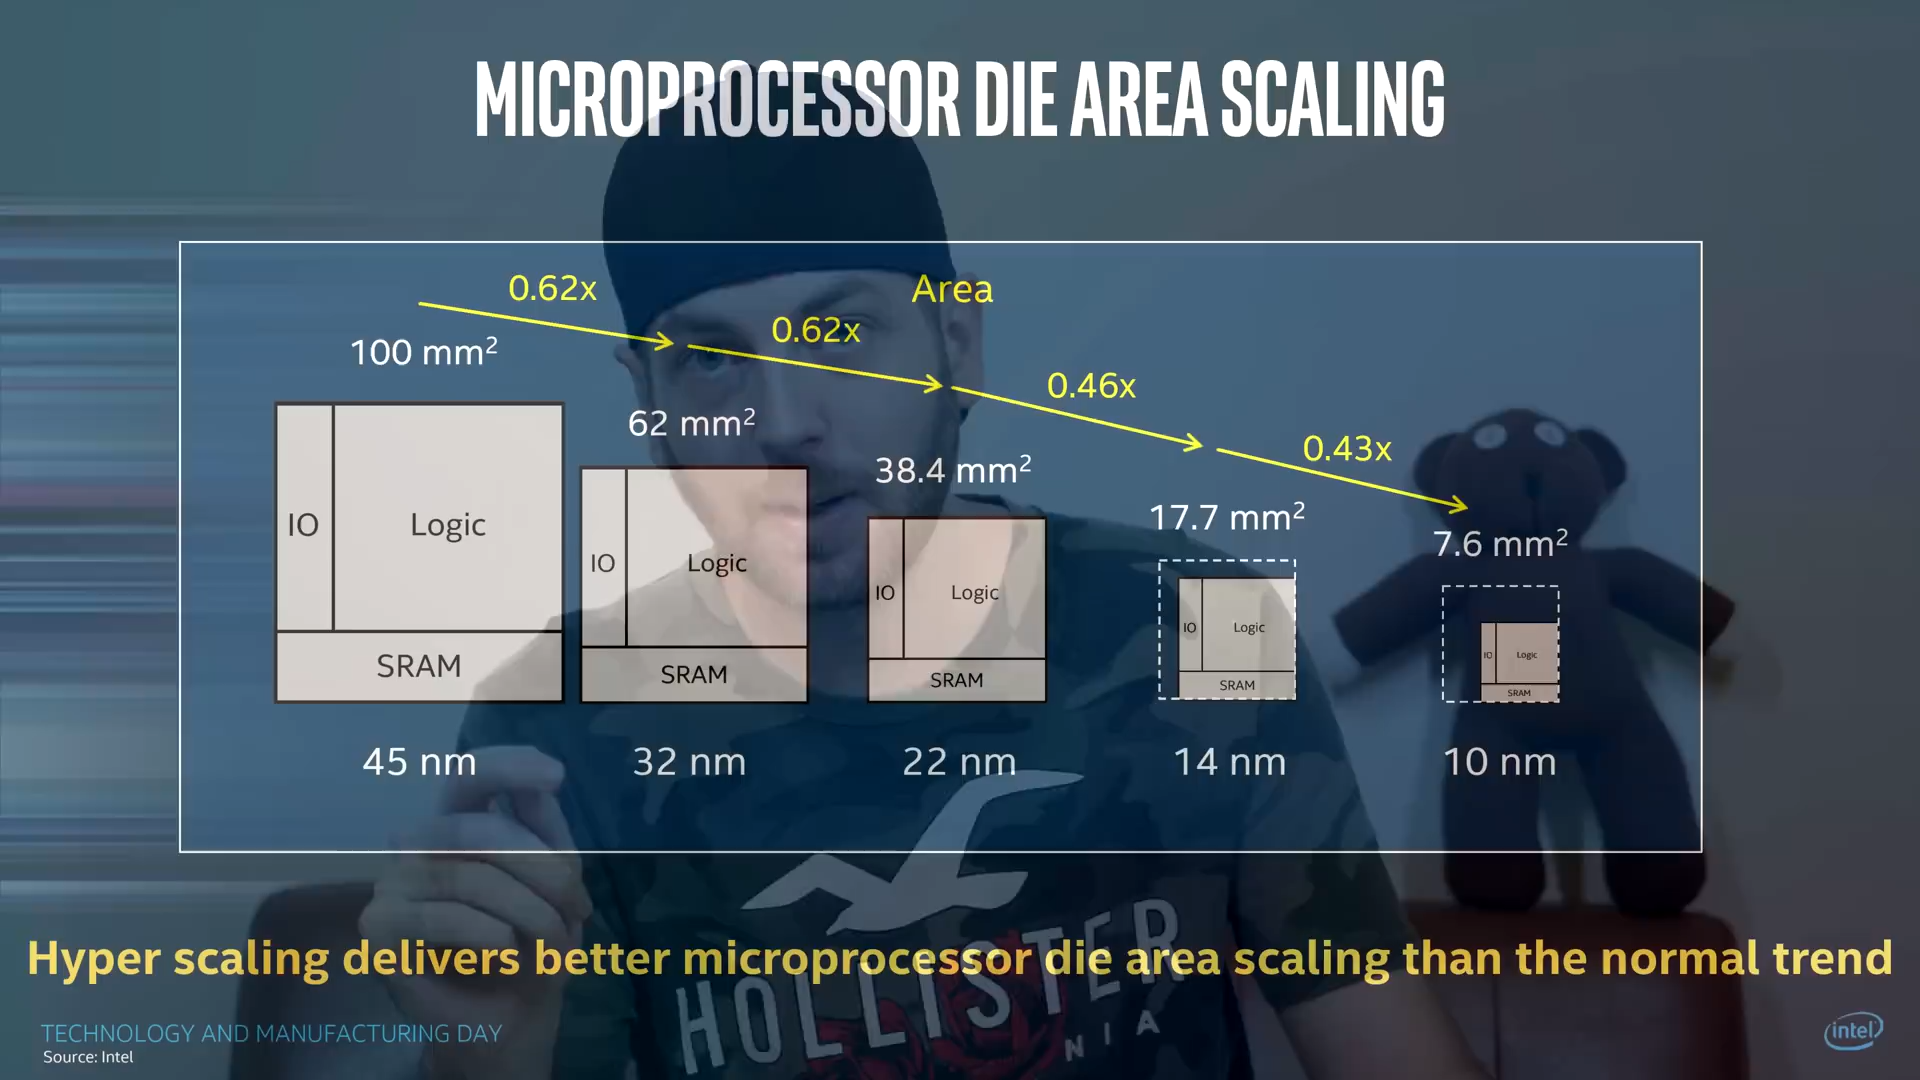 MICROPROCESSOR DIE AREA SCALING
0.62x
Area
0.62x
0.46x
0.43x
100 mm²
62 mm²
38.4 mm²
17.7 mm²
7.6 mm²
IO
Logic
SRAM
IO
Logic
SRAM
IO
Logic
SRAM
IO
Logic
SRAM
IO
Logic
SRAM
45 nm
32 nm
22 nm
14 nm
10 nm
Hyper scaling delivers better microprocessor die area scaling than the normal trend
HOLLISTER
NIA
TECHNOLOGY AND MANUFACTURING DAY
Source: Intel
intel